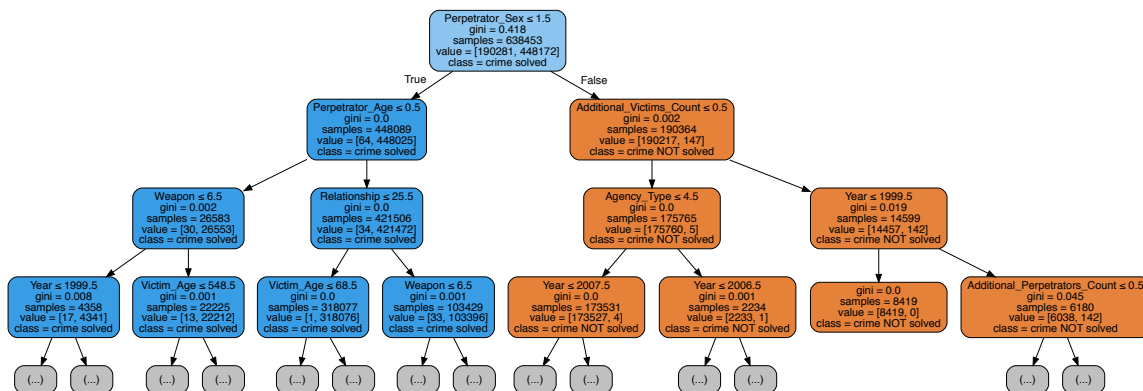 Perpetrator_Sex ≤ 1.5
gini = 0.418
samples = 638453
value = [190281, 448172]
class = crime solved
True
False
Perpetrator_Age ≤ 0.5
gini = 0.0
samples = 448089
value = [64, 448025]
class = crime solved
Additional_Victims_Count ≤ 0.5
gini = 0.002
samples = 190364
value = [190217, 147]
class = crime NOT solved
Weapon ≤ 6.5
gini = 0.002
samples = 26583
value = [30, 26553]
class = crime solved
Relationship ≤ 25.5
gini = 0.0
samples = 421506
value = [34, 421472]
class = crime solved
Agency_Type ≤ 4.5
gini = 0.0
samples = 175765
value = [175760, 5]
class = crime NOT solved
Year ≤ 1999.5
gini = 0.019
samples = 14599
value = [14457, 142]
class = crime NOT solved
Year ≤ 1999.5
gini = 0.008
samples = 4358
value = [17, 4341]
class = crime solved
Victim_Age ≤ 548.5
gini = 0.001
samples = 22225
value = [13, 22212]
class = crime solved
Victim_Age ≤ 68.5
gini = 0.0
samples = 318077
value = [1, 318076]
class = crime solved
Weapon ≤ 6.5
gini = 0.001
samples = 103429
value = [33, 103396]
class = crime solved
Year ≤ 2007.5
gini = 0.0
samples = 173531
value = [173527, 4]
class = crime NOT solved
Year ≤ 2006.5
gini = 0.001
samples = 2234
value = [2233, 1]
class = crime NOT solved
gini = 0.0
samples = 8419
value = [8419, 0]
class = crime NOT solved
Additional_Perpetrators_Count ≤ 0.5
gini = 0.045
samples = 6180
value = [6038, 142]
class = crime NOT solved
(...)
(...)
(...)
(...)
(...)
(...)
(...)
(...)
(...)
(...)
(...)
(...)
(...)
(...)